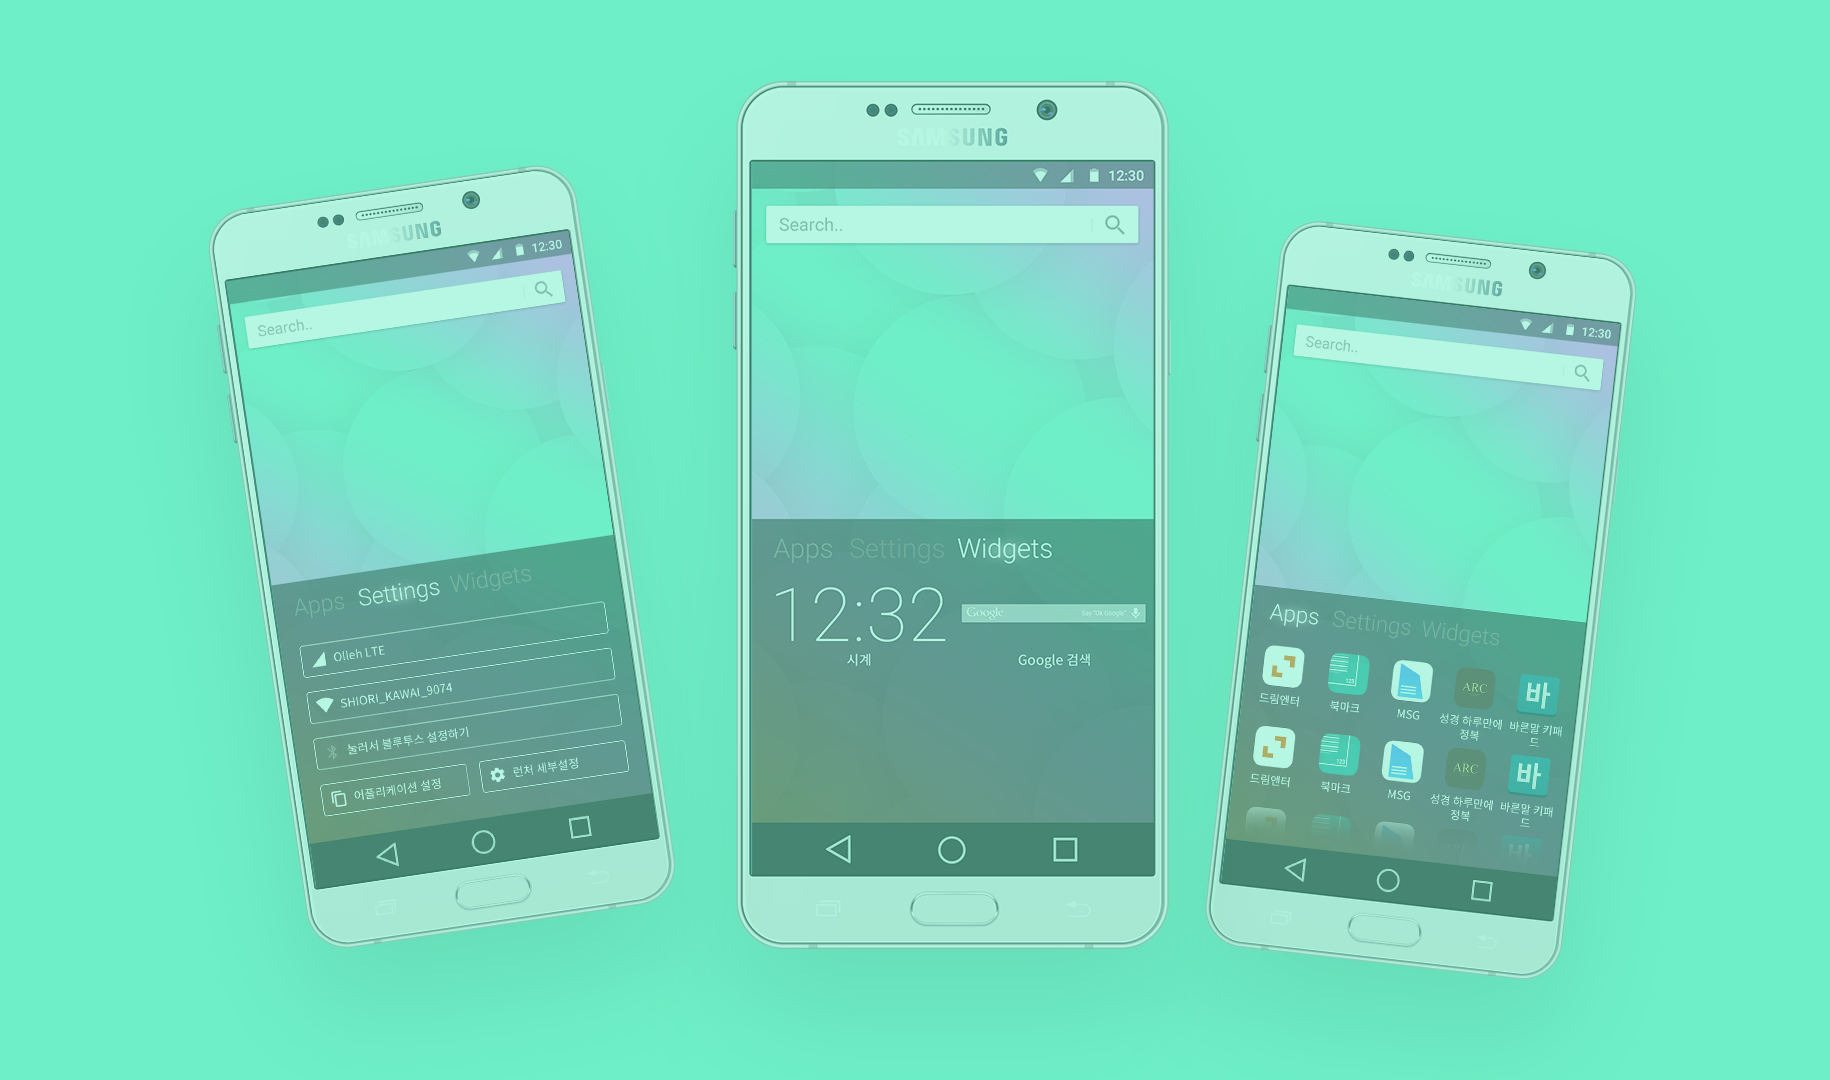 SAMSUNG
12:30
Search..
Apps Settings Widgets
Olleh LTE
SHIORI_KAWAI_9074
눌러서 블루투스 설정하기
어플리케이션 설정
런처 세부설정
SAMSUNG
12:30
Search..
Apps Settings Widgets
12:32
Google
Say "Ok Google"
시계
Google 검색
SAMSUNG
12:30
Search..
Apps Settings Widgets
123
ARC
바
드림엔터
북마크
MSG
성경 하루만에
정복
바른말 키패
드
123
ARC
바
드림엔터
북마크
MSG
성경 하루만에
정복
바른말 키패
드
바